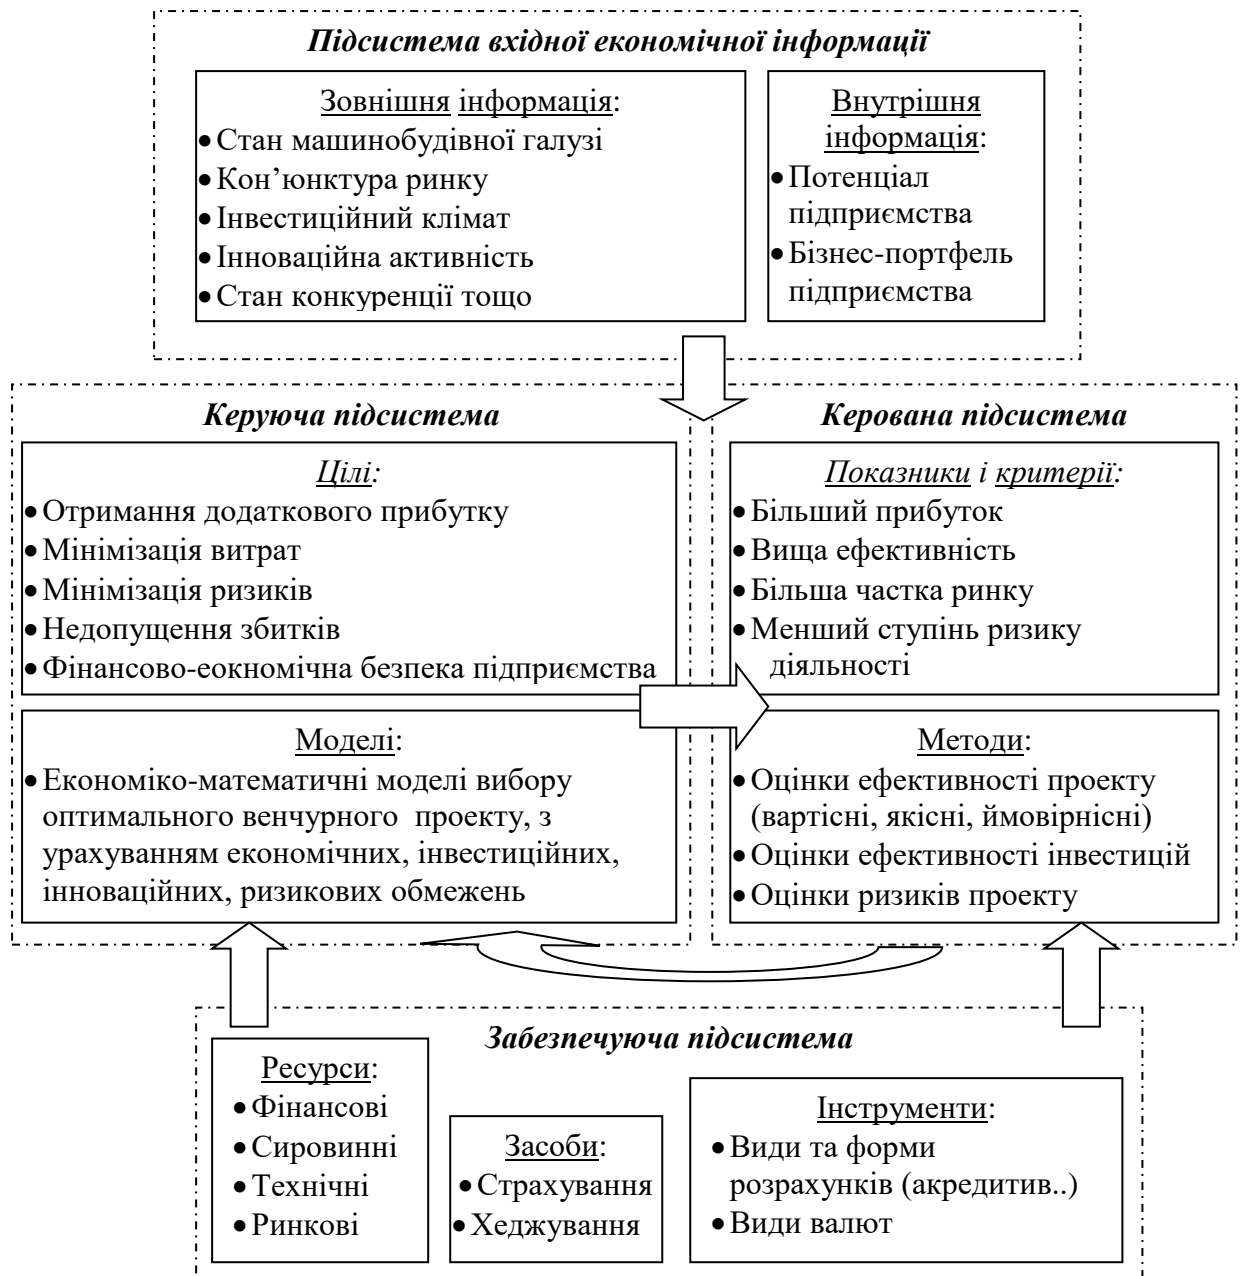 Підсистема вхідної економічної інформації
Зовнішня інформація:
• Стан машинобудівної галузі
• Кон’юнктура ринку
• Інвестиційний клімат
• Інноваційна активність
• Стан конкуренції тощо
Внутрішня
інформація:
• Потенціал
підприємства
• Бізнес-портфель
підприємства
Керуюча підсистема
Цілі:
• Отримання додаткового прибутку
• Мінімізація витрат
• Мінімізація ризиків
• Недопущення збитків
• Фінансово-еокномічна безпека підприємства
Моделі:
• Економіко-математичні моделі вибору
оптимального венчурного проекту, з
урахуванням економічних, інвестиційних,
інноваційних, ризикових обмежень
Керована підсистема
Показники і критерії:
• Більший прибуток
• Вища ефективність
• Більша частка ринку
• Менший ступінь ризику
діяльності
Методи:
• Оцінки ефективності проекту
(вартісні, якісні, ймовірнісні)
• Оцінки ефективності інвестицій
• Оцінки ризиків проекту
Забезпечуюча підсистема
Ресурси:
• Фінансові
• Сировинні
• Технічні
• Ринкові
Засоби:
• Страхування
• Хеджування
Інструменти:
• Види та форми
розрахунків (акредитив..)
• Види валют